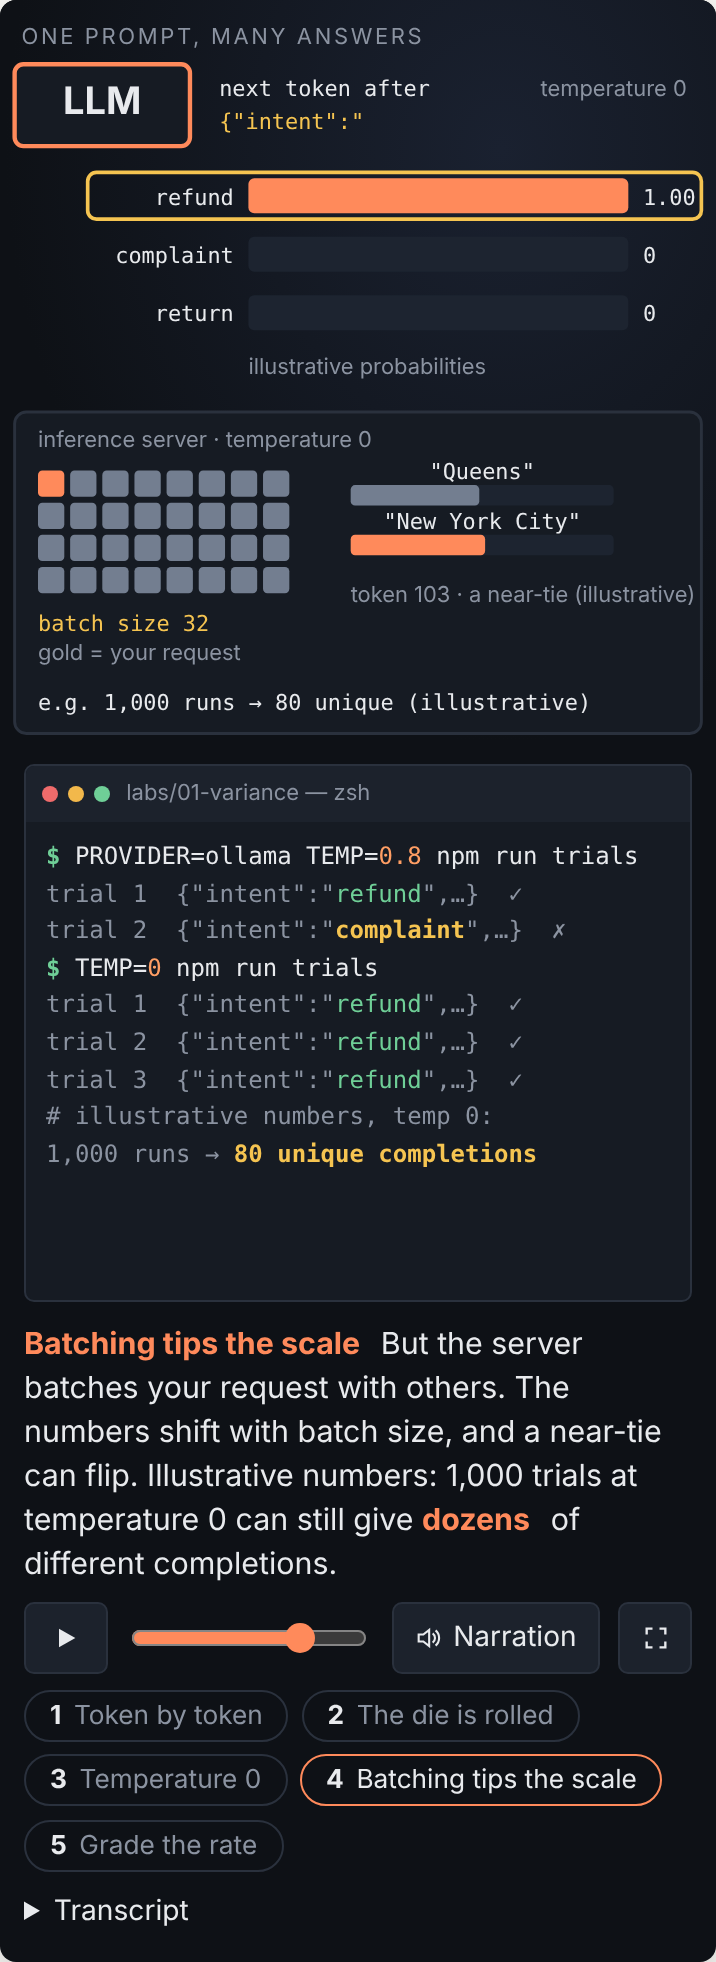 ONE PROMPT, MANY ANSWERS
LLM
next token after
{"intent":"
temperature 0
refund 1.00
complaint 0
return 0
illustrative probabilities
inference server · temperature 0
"Queens"
"New York City"
token 103 · a near-tie (illustrative)
batch size 32
gold = your request
e.g. 1,000 runs → 80 unique (illustrative)
labs/01-variance — zsh
$ PROVIDER=ollama TEMP=0.8 npm run trials
trial 1 {"intent":"refund",…} ✓
trial 2 {"intent":"complaint",…} ✗
$ TEMP=0 npm run trials
trial 1 {"intent":"refund",…} ✓
trial 2 {"intent":"refund",…} ✓
trial 3 {"intent":"refund",…} ✓
# illustrative numbers, temp 0:
1,000 runs → 80 unique completions
Batching tips the scale But the server
batches your request with others. The
numbers shift with batch size, and a near-tie
can flip. Illustrative numbers: 1,000 trials at
temperature 0 can still give dozens of
different completions.
Narration
1 Token by token
2 The die is rolled
3 Temperature 0
4 Batching tips the scale
5 Grade the rate
Transcript